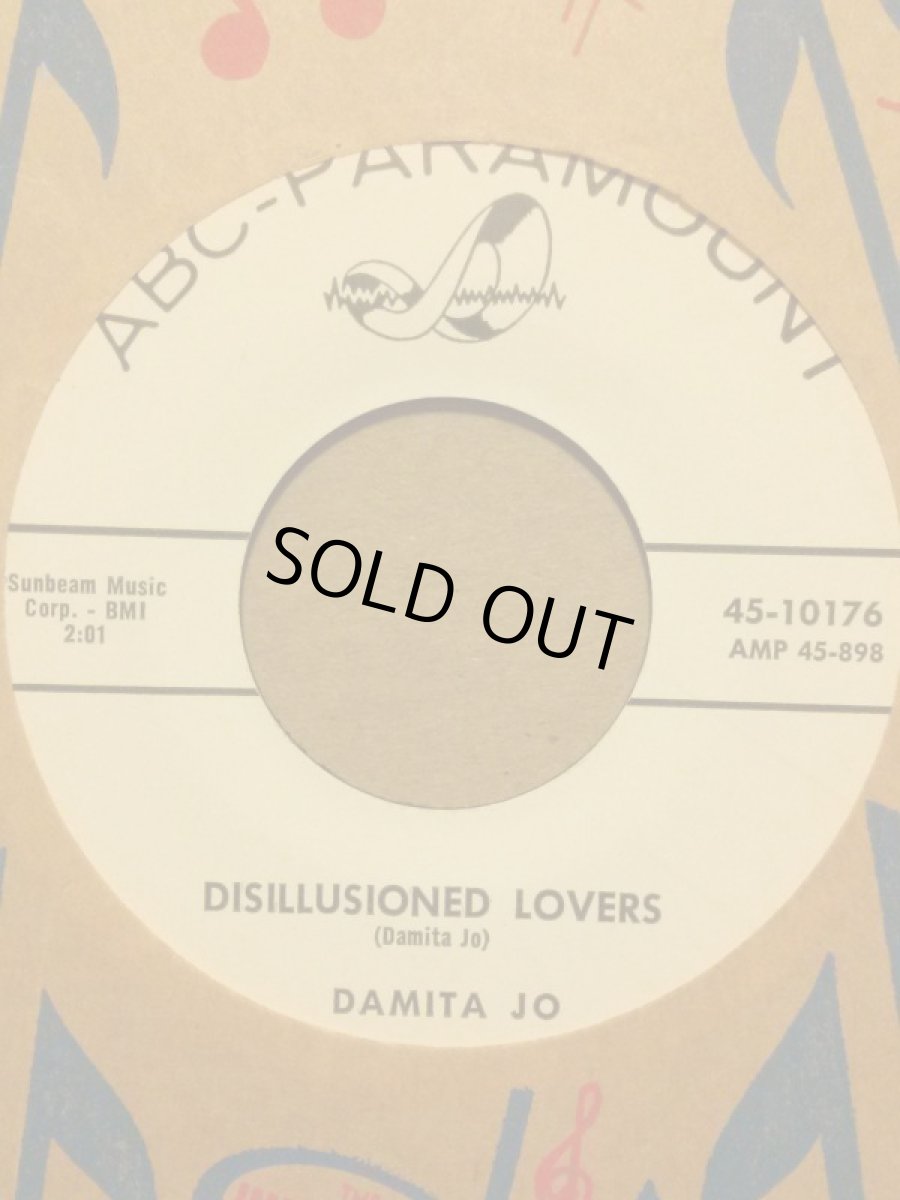 ABC-PARAMOUNT
Sunbeam Music
Corp. - BMI
2:01
SOLD OUT
45-10176
AMP 45-898
DISILLUSIONED LOVERS
(Damita Jo)
DAMITA JO